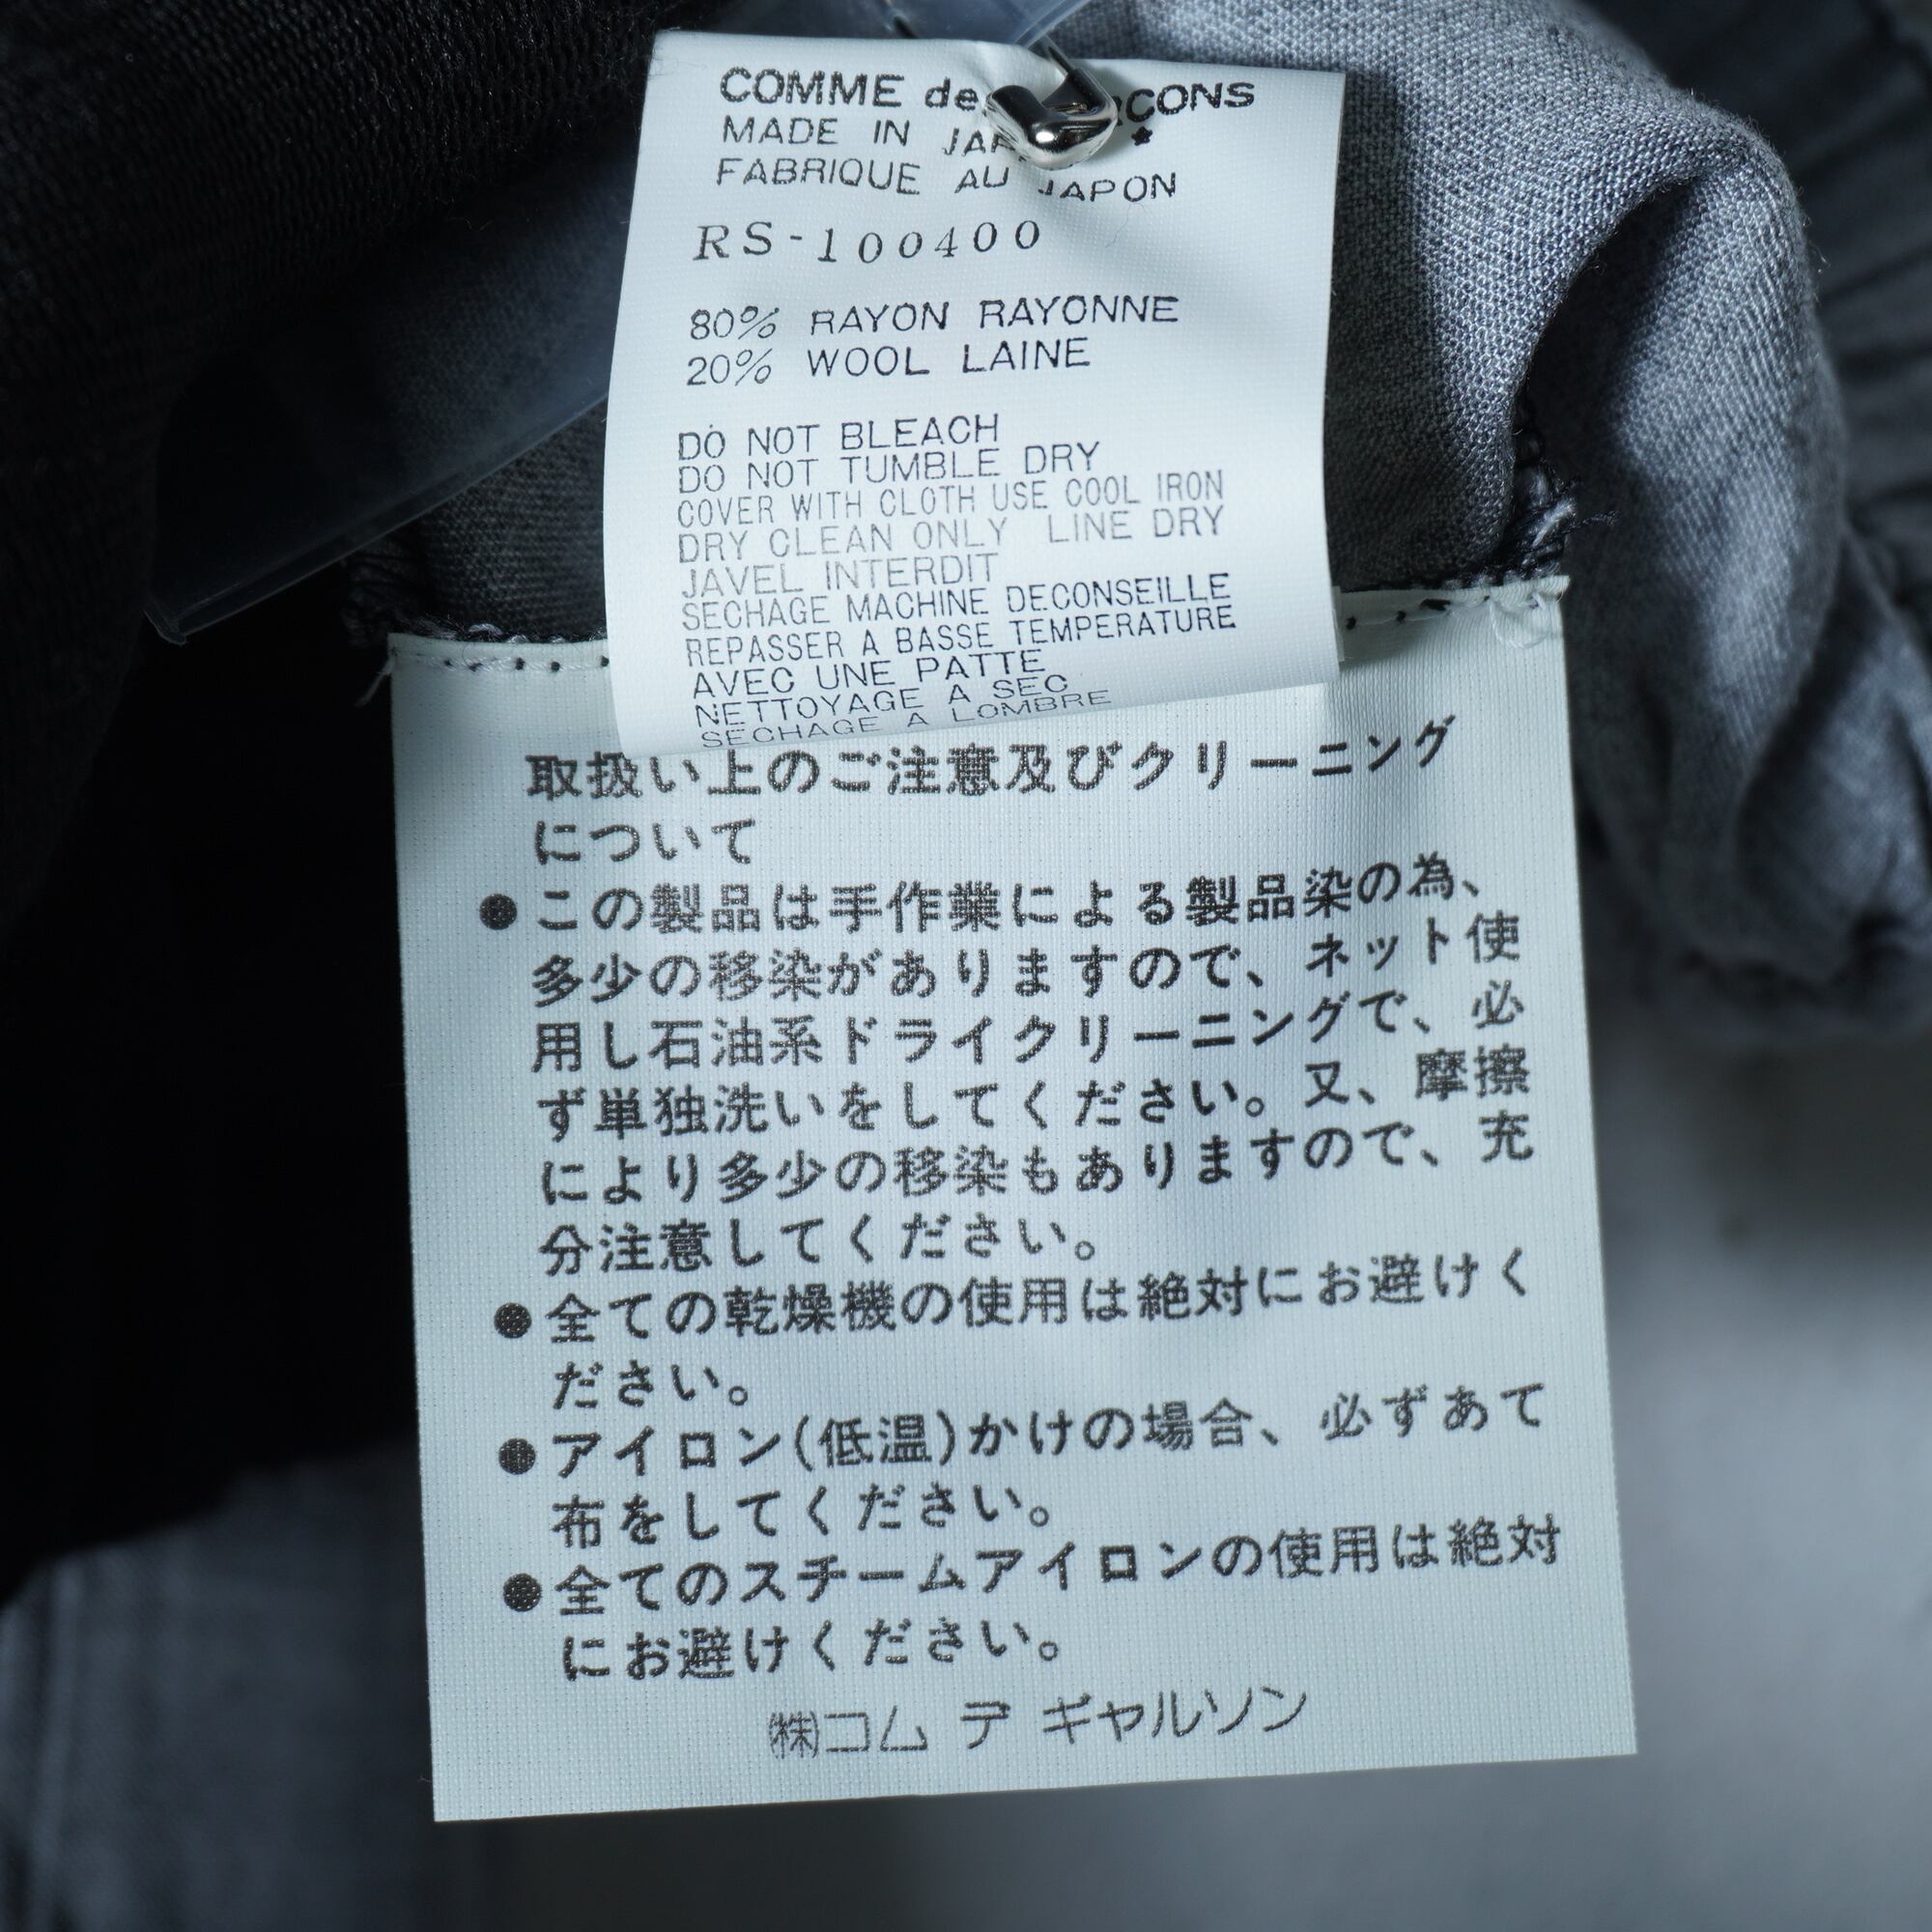 COMME ÇONS
MADE IN
FABRIQUE AU JAPON
RS-100400
80% RAYON RAYONNE
20% WOOL LAINE
DO NOT BLEACH
DO NOT TUMBLE DRY
COVER WITH CLOTH USE COOL IRON
DRY CLEAN ONLY LINE DRY
JAVEL INTERDIT
SECHAGE MACHINE DECONSEILLE
REPASSER A BASSE TEMPERATURE
AVEC UNE PATTE
NETTOYAGE A SEC
SECHAGE A LOMBRE
取扱い上のご注意及びクリーニング
について
●この製品は手作業による製品染の為、
多少の移染がありますので、ネット使
用し石油系ドライクリーニングで、必
ず単独洗いをしてください。又、摩擦
により多少の移染もありますので、充
分注意してください。
●全ての乾燥機の使用は絶対にお避けく
ださい。
●アイロン(低温)かけの場合、必ずあて
布をしてください。
●全てのスチームアイロンの使用は絶対
にお避けください。
㈱コム デ ギャルソン